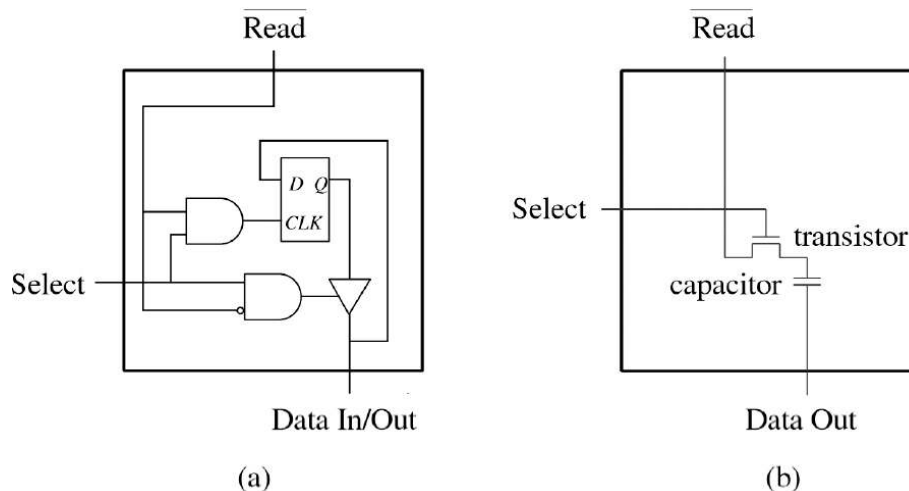 Read
Select
D Q
CLK
Data In/Out
(a)
Read
Select
transistor
capacitor
Data Out
(b)